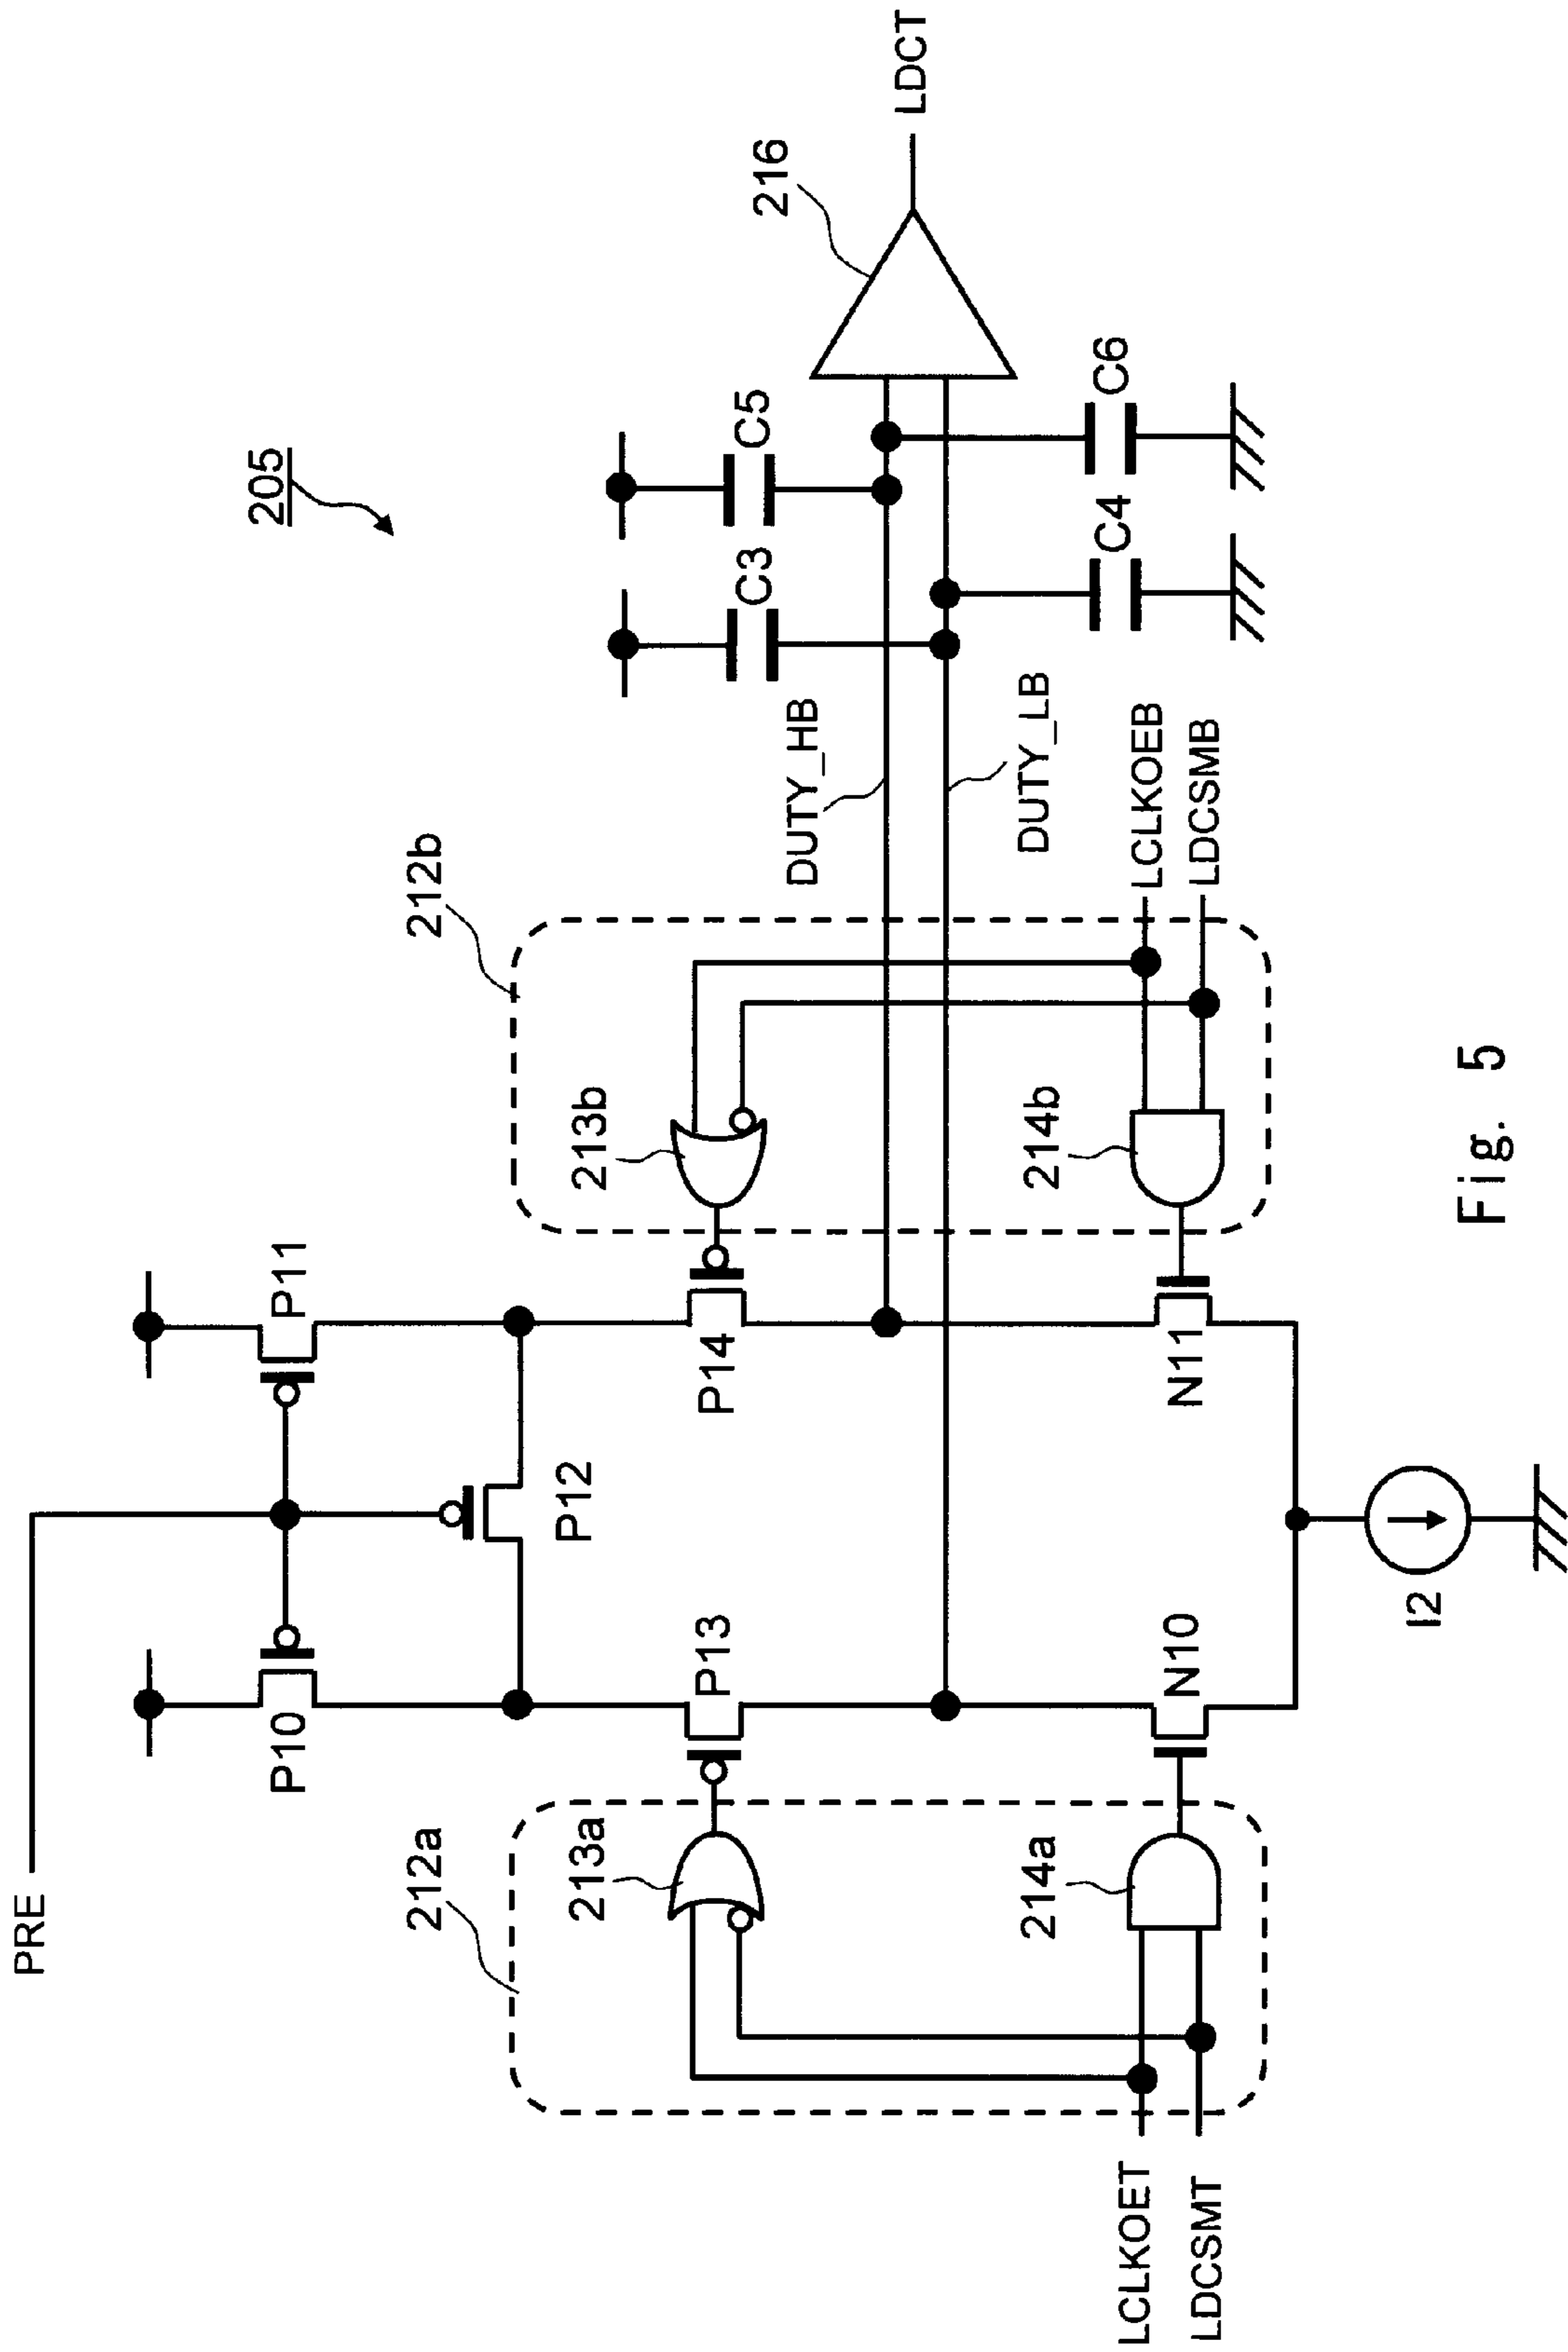 205
PRE
P10
P11
P12
212a
212b
213a
P13
P14
213b
DUTY_HB
DUTY_LB
C3
C5
216
LDCT
C4
C6
LCLKOET
LDCSMT
214a
N10
N11
214b
LCLKOEB
LDCSMB
I2
Fig. 5